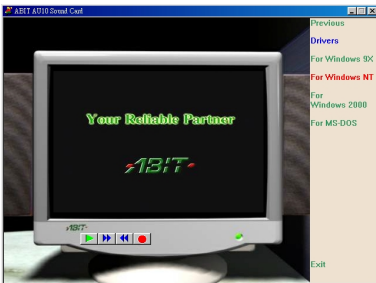 ABIT AU10 Sound Card
Previous
Drivers
For Windows 9X
For Windows NT
For
Windows 2000
For MS-DOS
Exit
Your Reliable Partner
ABIT
ABIT